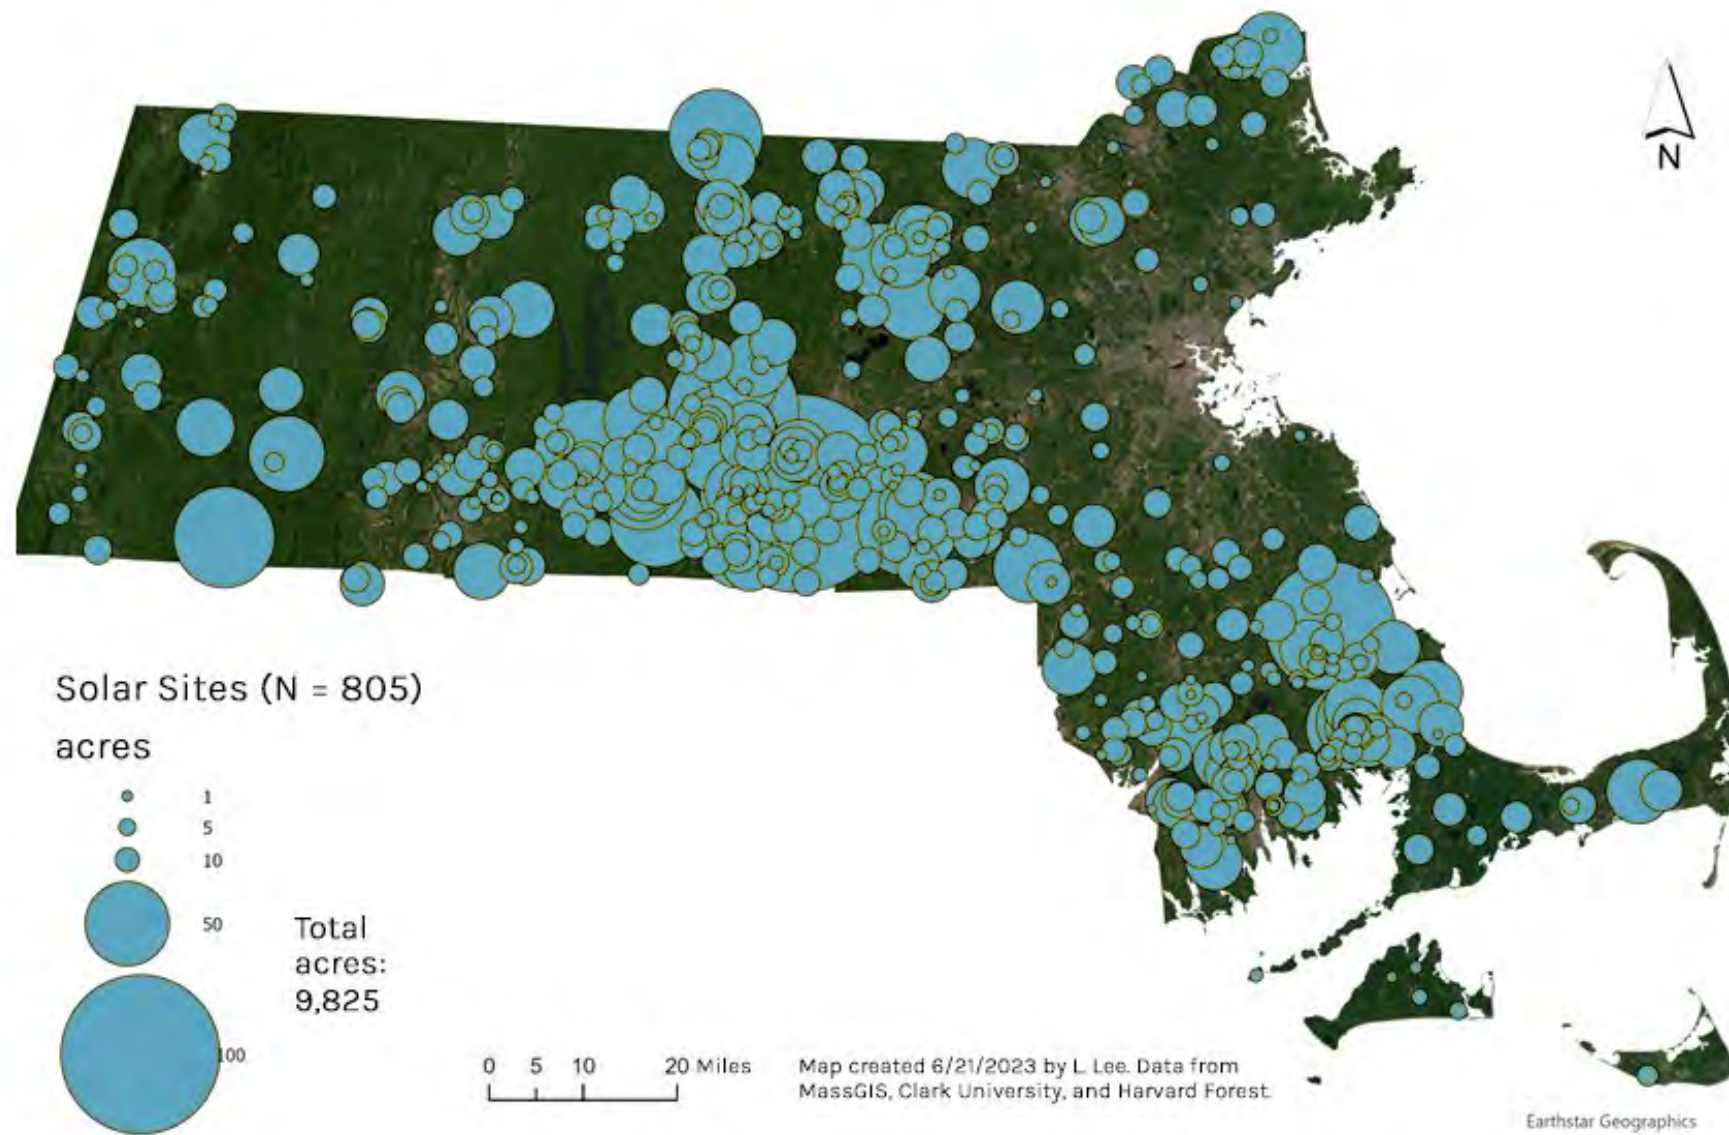 N
Solar Sites (N = 805)
acres
1
5
10
50
100
Total
acres:
9,825
0 5 10 20 Miles
Map created 6/21/2023 by L. Lee. Data from
MassGIS, Clark University, and Harvard Forest.
Earthstar Geographics